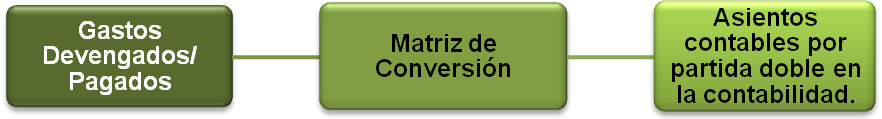 Gastos
Devengados/
Pagados
Matriz de
Conversión
Asientos
contables por
partida doble en
la contabilidad.